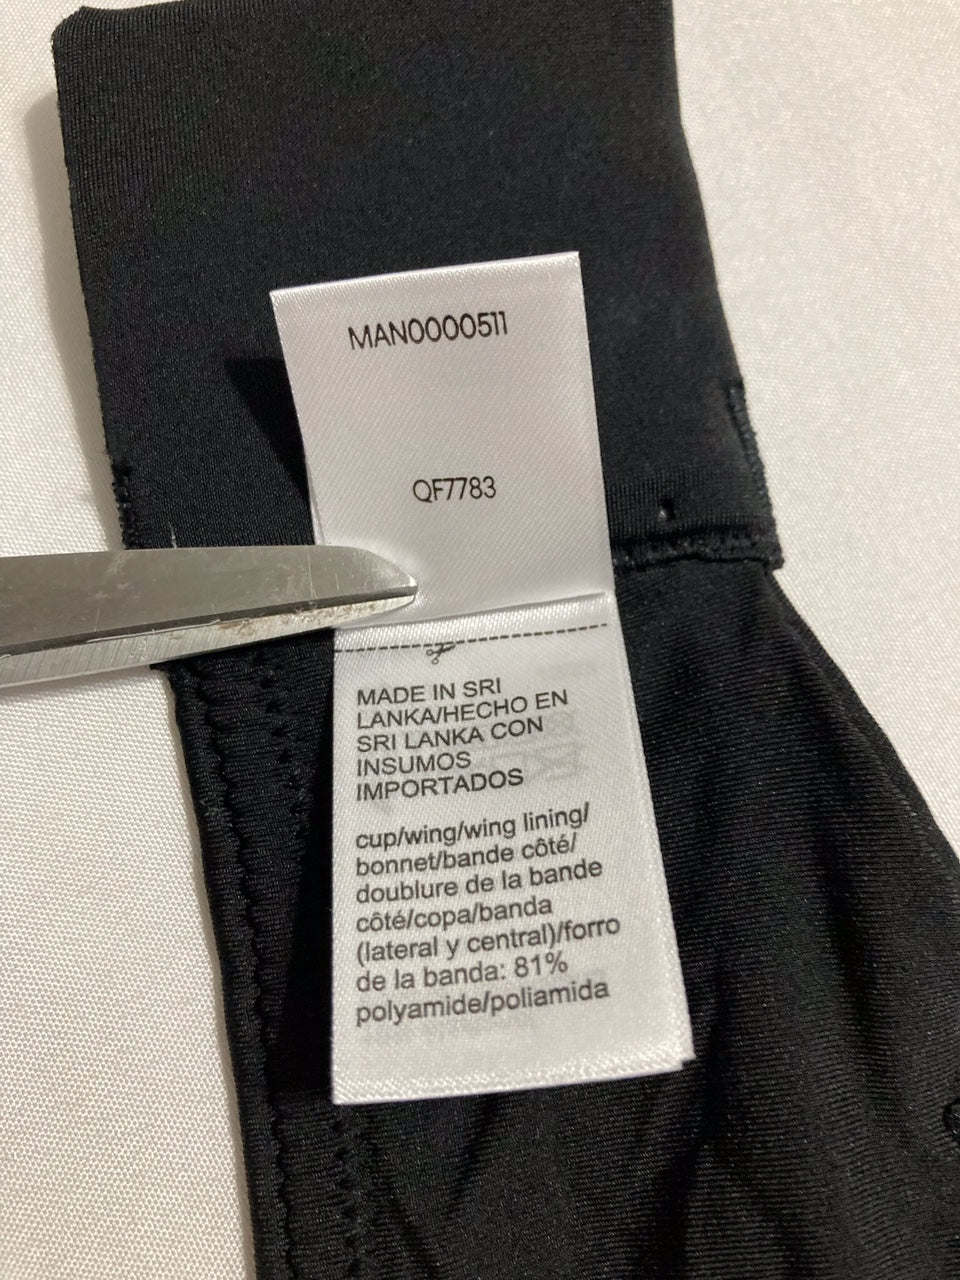 MAN0000511
QF7783
MADE IN SRI
LANKA/HECHO EN
SRI LANKA CON
INSUMOS
IMPORTADOS
cup/wing/wing lining/
bonnet/bande côté/
doublure de la bande
côté/copa/banda
(lateral y central)/forro
de la banda: 81%
polyamide/poliamida